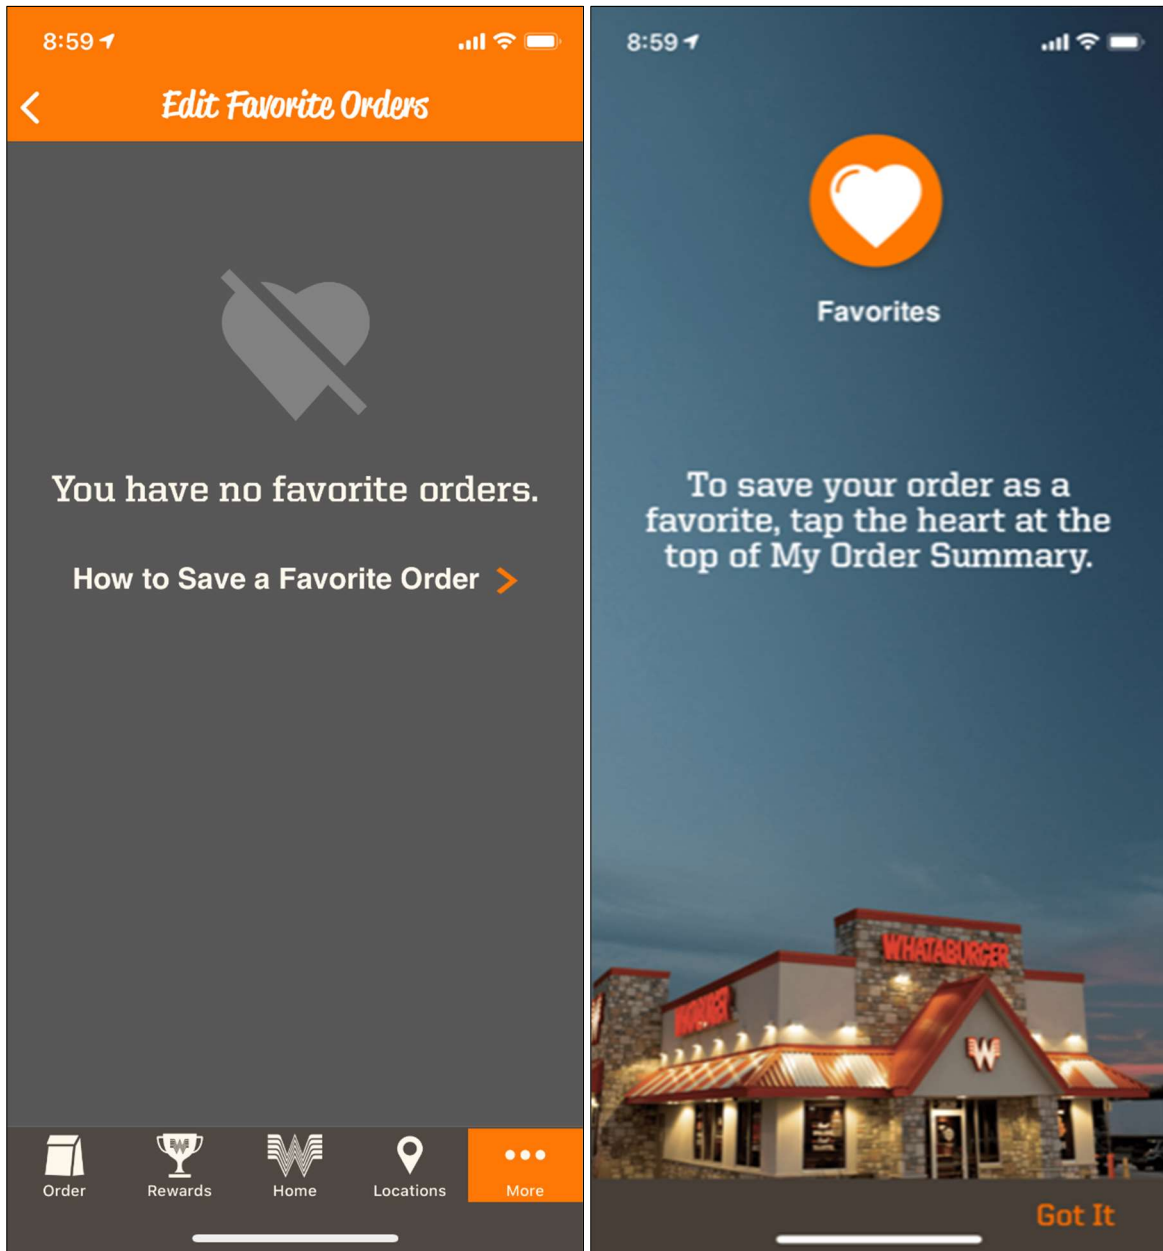 8:59
Edit Favorite Orders
You have no favorite orders.
How to Save a Favorite Order
Order
Rewards
Home
Locations
More
8:59
Favorites
To save your order as a
favorite, tap the heart at the
top of My Order Summary.
WHATABURGER
W
Got It